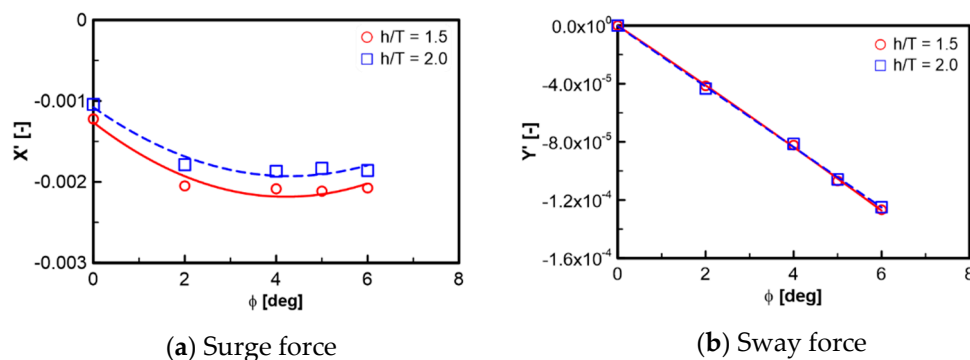 0
-0.001
-0.002
-0.003
X' [-]
h/T = 1.5
h/T = 2.0
0 2 4 6 8
ϕ [deg]
(a) Surge force
0.0x10⁰
-4.0x10⁻⁵
-8.0x10⁻⁵
-1.2x10⁻⁴
-1.6x10⁻⁴
Y' [-]
h/T = 1.5
h/T = 2.0
0 2 4 6 8
ϕ [deg]
(b) Sway force